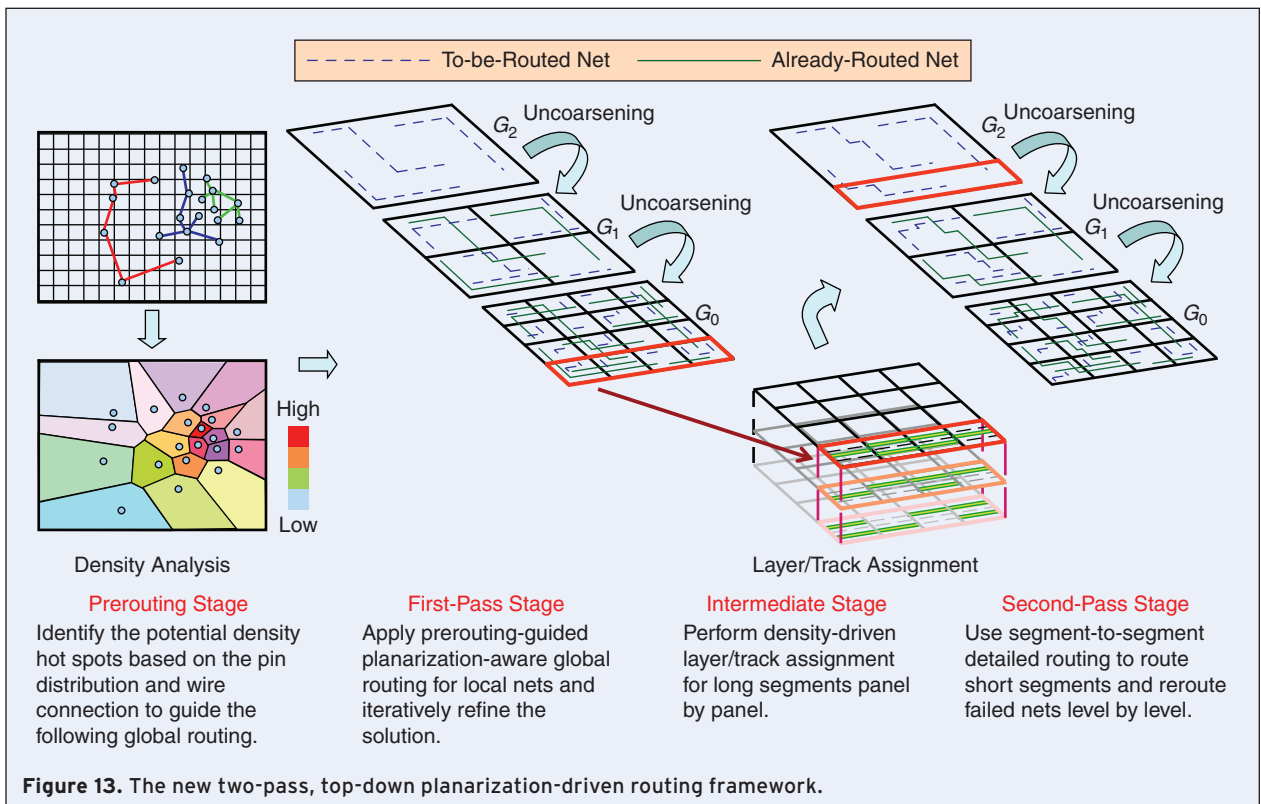 To-be-Routed Net
Already-Routed Net
G2
Uncoarsening
G1
Uncoarsening
G0
G2
Uncoarsening
G1
Uncoarsening
G0
High
Low
Density Analysis
Layer/Track Assignment
Prerouting Stage
Identify the potential density
hot spots based on the pin
distribution and wire
connection to guide the
following global routing.
First-Pass Stage
Apply prerouting-guided
planarization-aware global
routing for local nets and
iteratively refine the
solution.
Intermediate Stage
Perform density-driven
layer/track assignment
for long segments panel
by panel.
Second-Pass Stage
Use segment-to-segment
detailed routing to route
short segments and reroute
failed nets level by level.
Figure 13. The new two-pass, top-down planarization-driven routing framework.